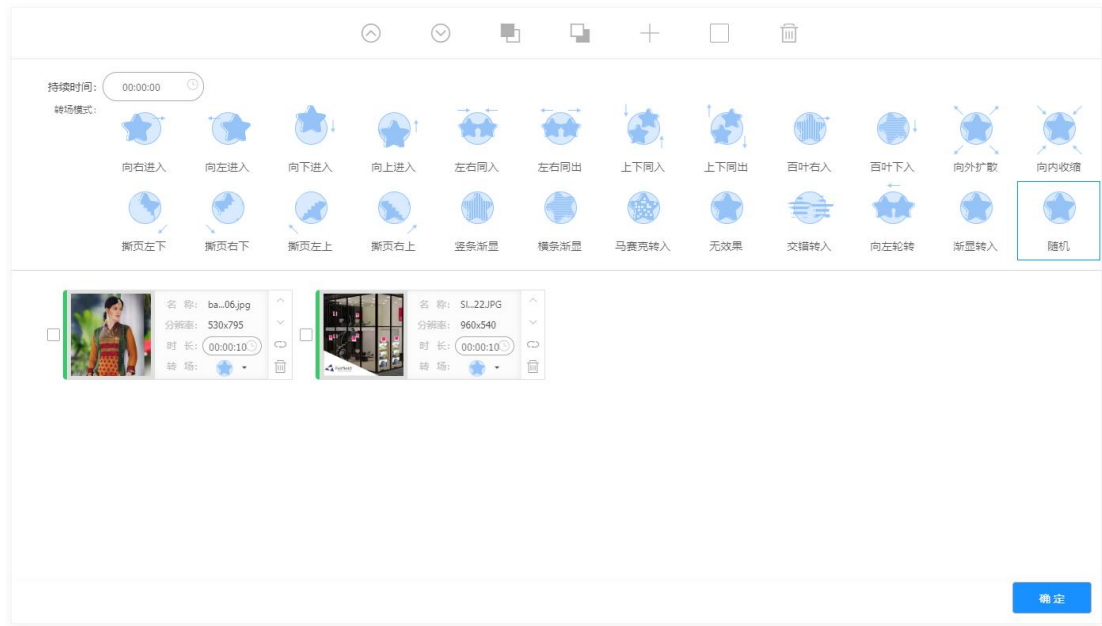 持续时间: 00:00:00
转场模式:
向右进入 向左进入 向下进入 向上进入 左右同入 左右同出 上下同入 上下同出 百叶右入 百叶下入 向外扩散 向内收缩
撕页左下 撕页右下 撕页左上 撕页右上 竖条渐显 横条渐显 马赛克转入 无效果 交错转入 向左轮转 渐显转入 随机
名 称: ba...06.jpg
分辨率: 530x795
时 长: 00:00:10
转 场:
名 称: SI...22.JPG
分辨率: 960x540
时 长: 00:00:10
转 场:
确 定